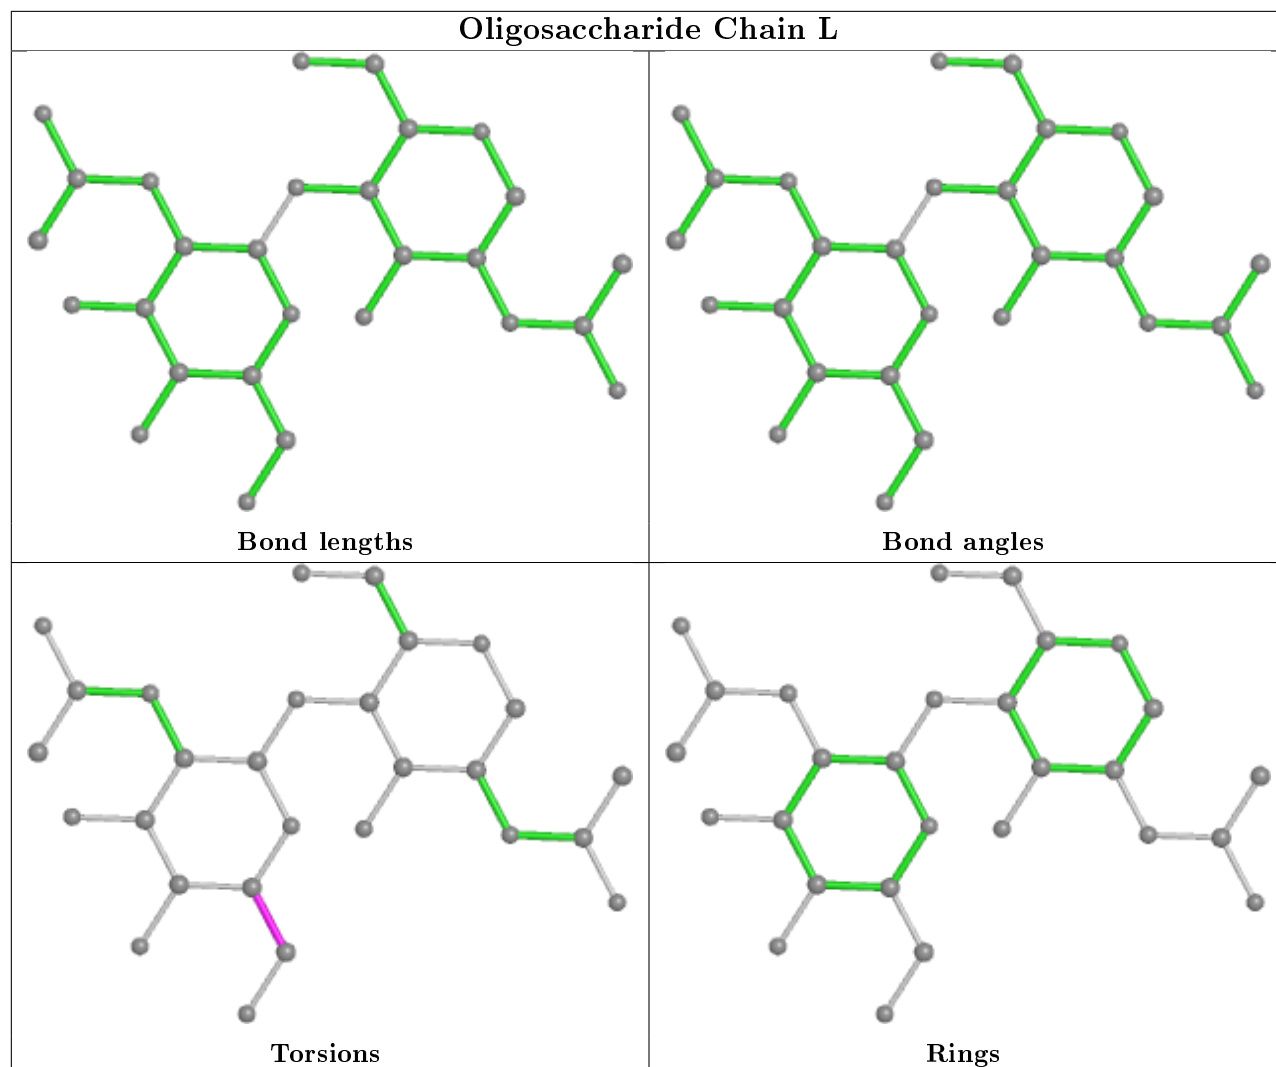 Oligosaccharide Chain L
Bond lengths
Bond angles
Torsions
Rings